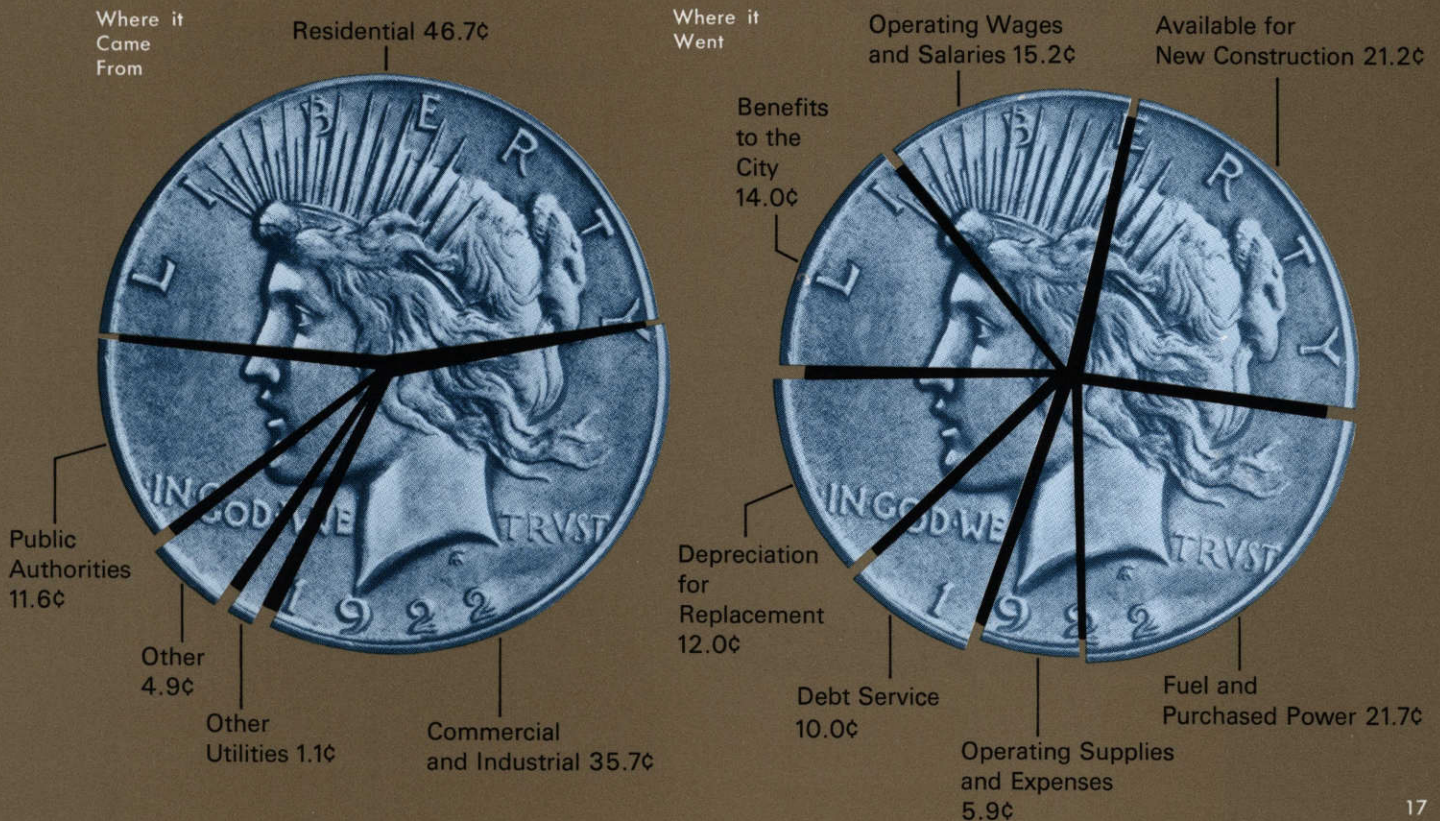 Where it
Came
From
Residential 46.7¢
LIBERTY
IN·GOD·WE TRVST
1922
Public
Authorities
11.6¢
Other
4.9¢
Other
Utilities 1.1¢
Commercial
and Industrial 35.7¢
Where it
Went
Operating Wages
and Salaries 15.2¢
Available for
New Construction 21.2¢
Benefits
to the
City
14.0¢
LIBERTY
IN·GOD·WE TRVST
1922
Depreciation
for
Replacement
12.0¢
Debt Service
10.0¢
Operating Supplies
and Expenses
5.9¢
Fuel and
Purchased Power 21.7¢
17